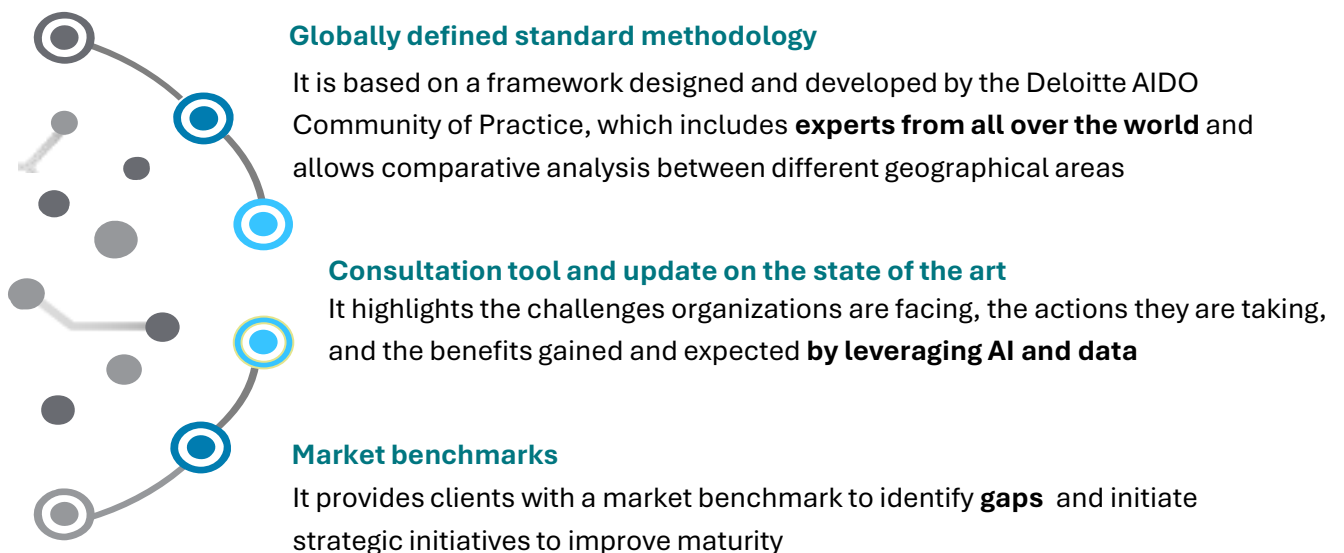 Globally defined standard methodology
It is based on a framework designed and developed by the Deloitte AIDO
Community of Practice, which includes experts from all over the world and
allows comparative analysis between different geographical areas
Consultation tool and update on the state of the art
It highlights the challenges organizations are facing, the actions they are taking,
and the benefits gained and expected by leveraging AI and data
Market benchmarks
It provides clients with a market benchmark to identify gaps and initiate
strategic initiatives to improve maturity